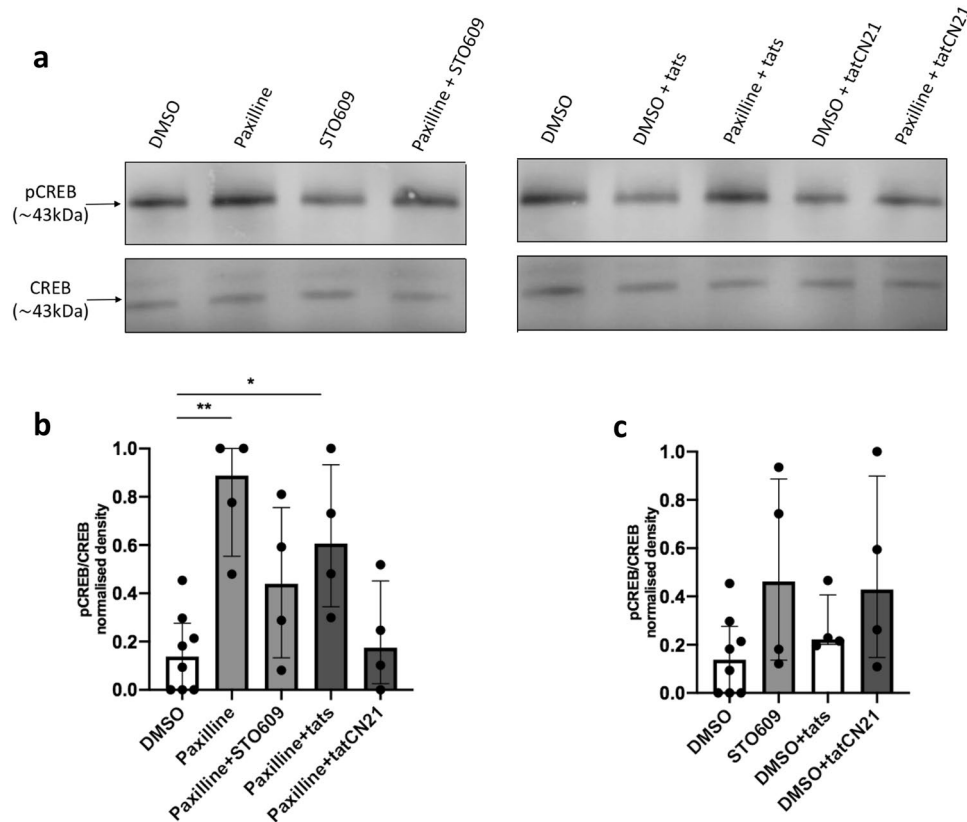 a
DMSO
Paxilline
STO609
Paxilline + STO609
DMSO
DMSO + tats
Paxilline + tats
DMSO + tatCN21
Paxilline + tatCN21
pCREB
(~43kDa)
CREB
(~43kDa)
b
*
**
pCREB/CREB
normalised density
1.0
0.8
0.6
0.4
0.2
0.0
DMSO
Paxilline
Paxilline+STO609
Paxilline+tats
Paxilline+tatCN21
c
pCREB/CREB
normalised density
1.0
0.8
0.6
0.4
0.2
0.0
DMSO
STO609
DMSO+tats
DMSO+tatCN21